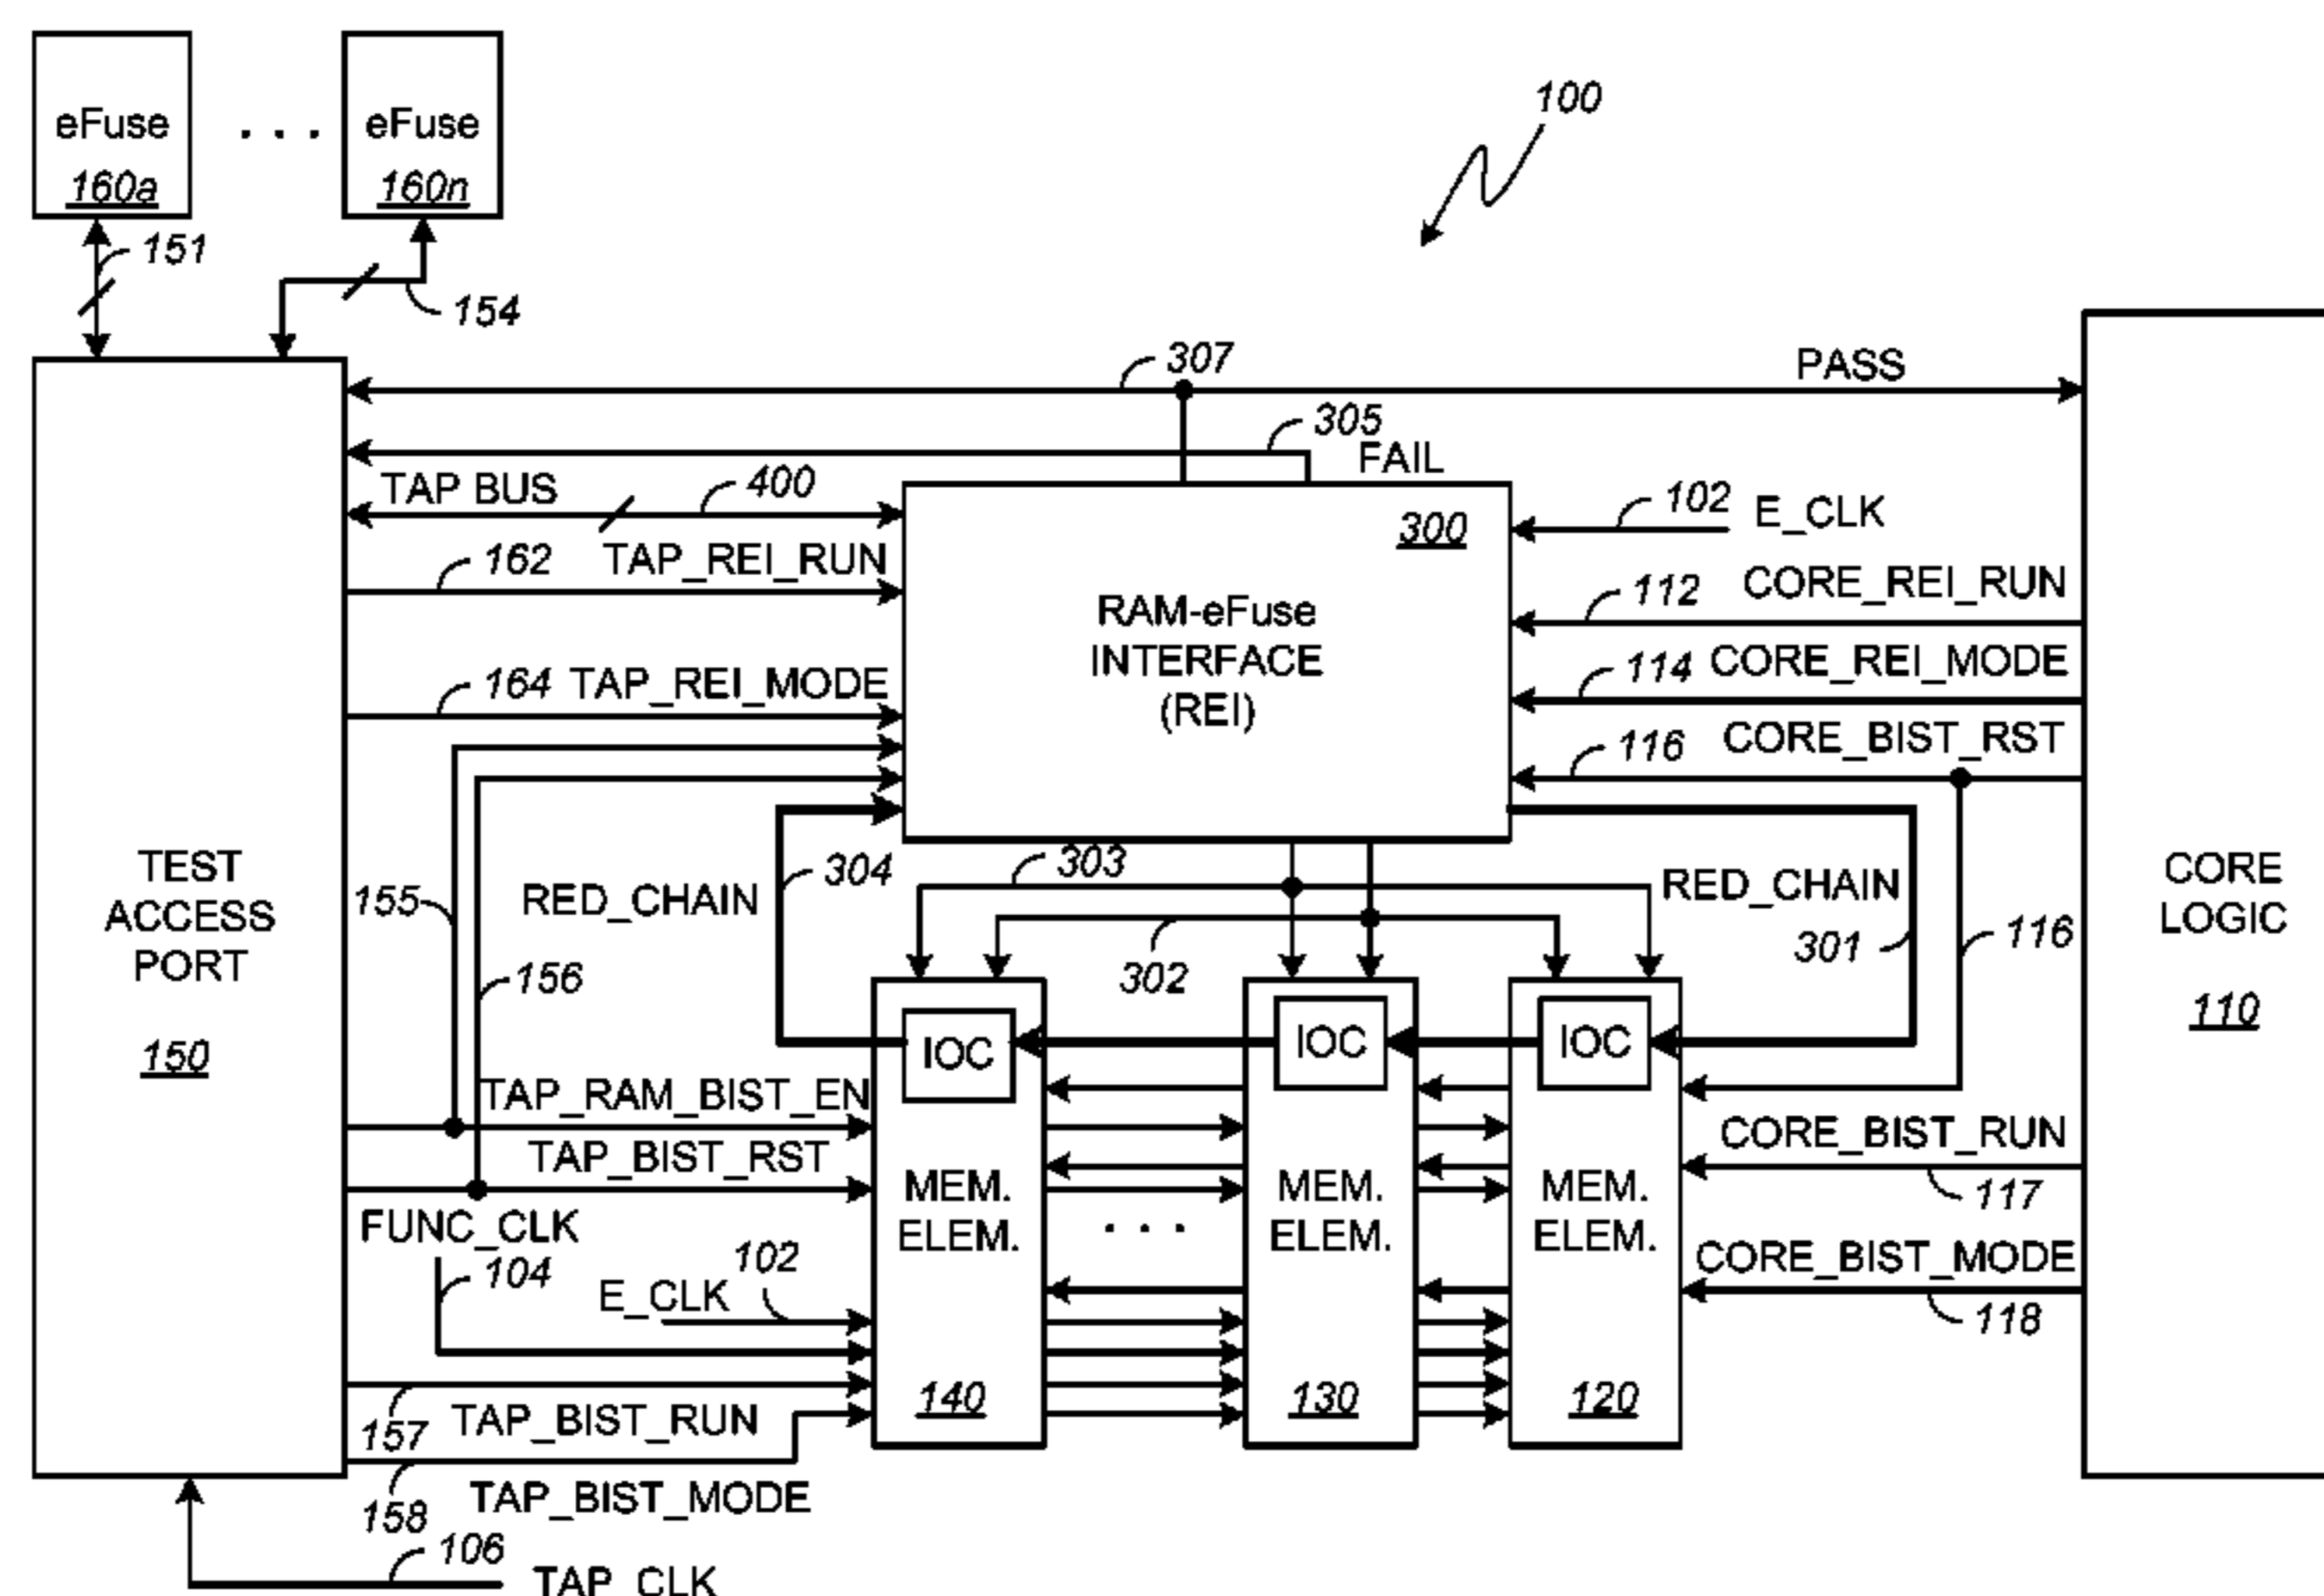 eFuse
160a
. . .
eFuse
160n
100
151
154
307
PASS
305
FAIL
TAP BUS
400
300
102
E_CLK
162
TAP_REI_RUN
RAM-eFuse
INTERFACE
(REI)
112
CORE_REI_RUN
164
TAP_REI_MODE
114
CORE_REI_MODE
116
CORE_BIST_RST
TEST
ACCESS
PORT
150
155
RED_CHAIN
304
303
302
RED_CHAIN
301
116
CORE
LOGIC
110
156
IOC
IOC
IOC
TAP_RAM_BIST_EN
TAP_BIST_RST
CORE_BIST_RUN
117
FUNC_CLK
104
E_CLK
102
MEM.
ELEM.
140
. . .
MEM.
ELEM.
130
MEM.
ELEM.
120
CORE_BIST_MODE
118
157
TAP_BIST_RUN
158
TAP_BIST_MODE
106
TAP_CLK